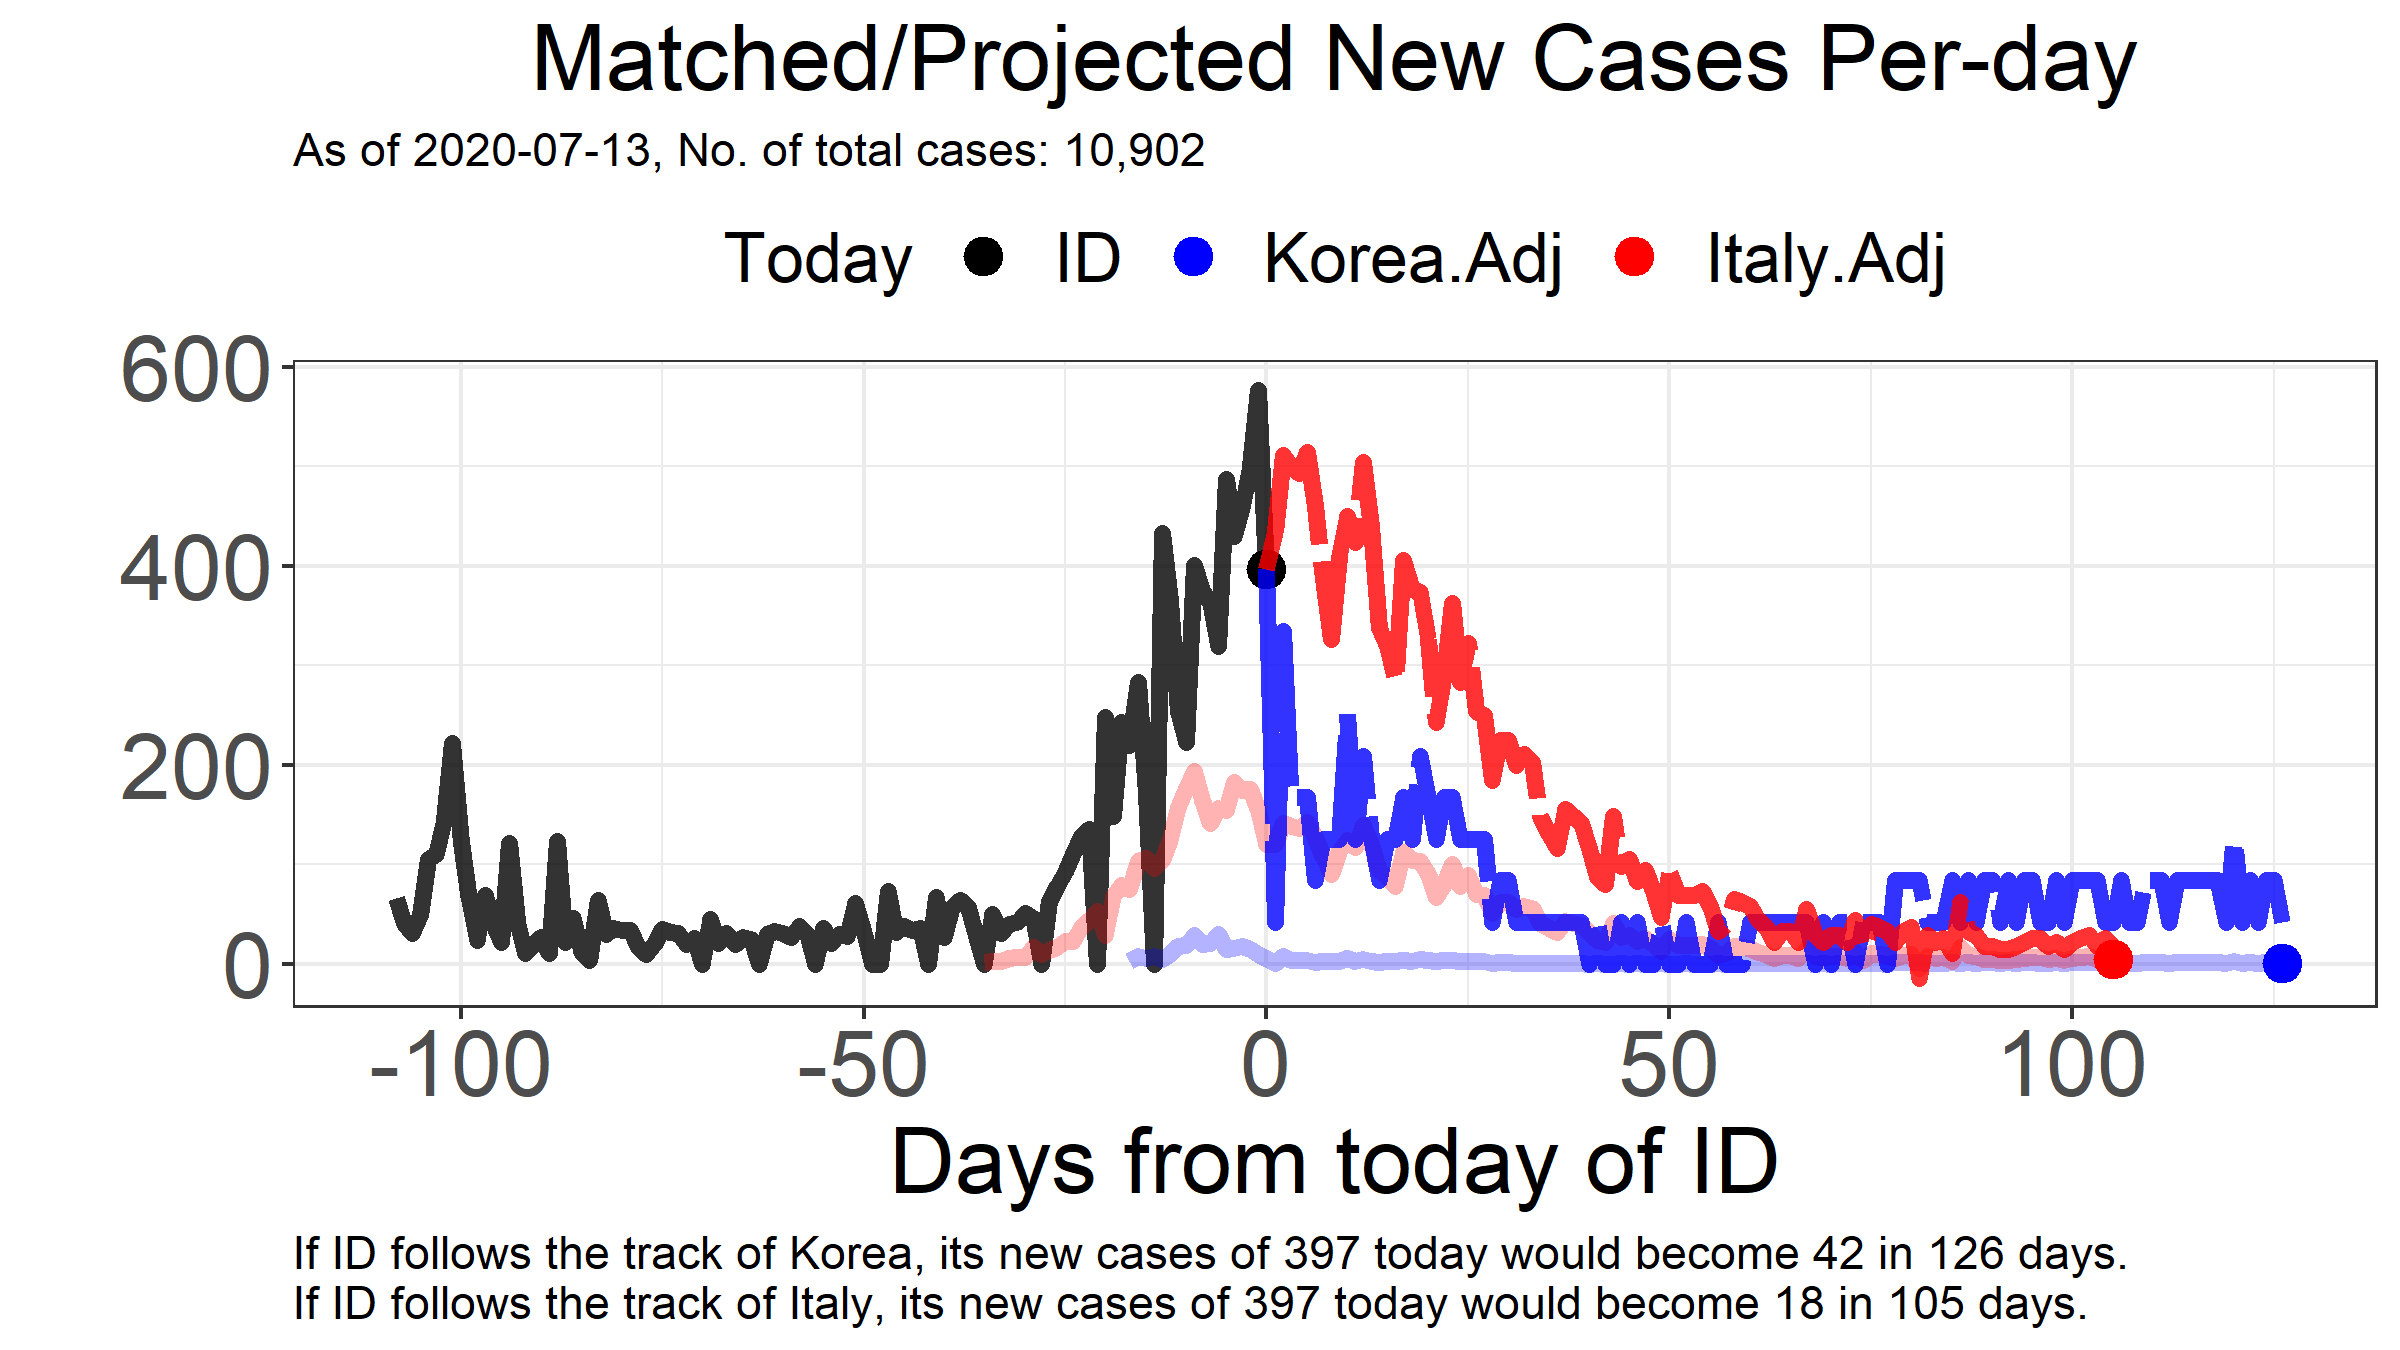 Matched/Projected New Cases Per-day
As of 2020-07-13, No. of total cases: 10,902
Today ID Korea.Adj Italy.Adj
600
400
200
0
-100 -50 0 50 100
Days from today of ID
If ID follows the track of Korea, its new cases of 397 today would become 42 in 126 days.
If ID follows the track of Italy, its new cases of 397 today would become 18 in 105 days.